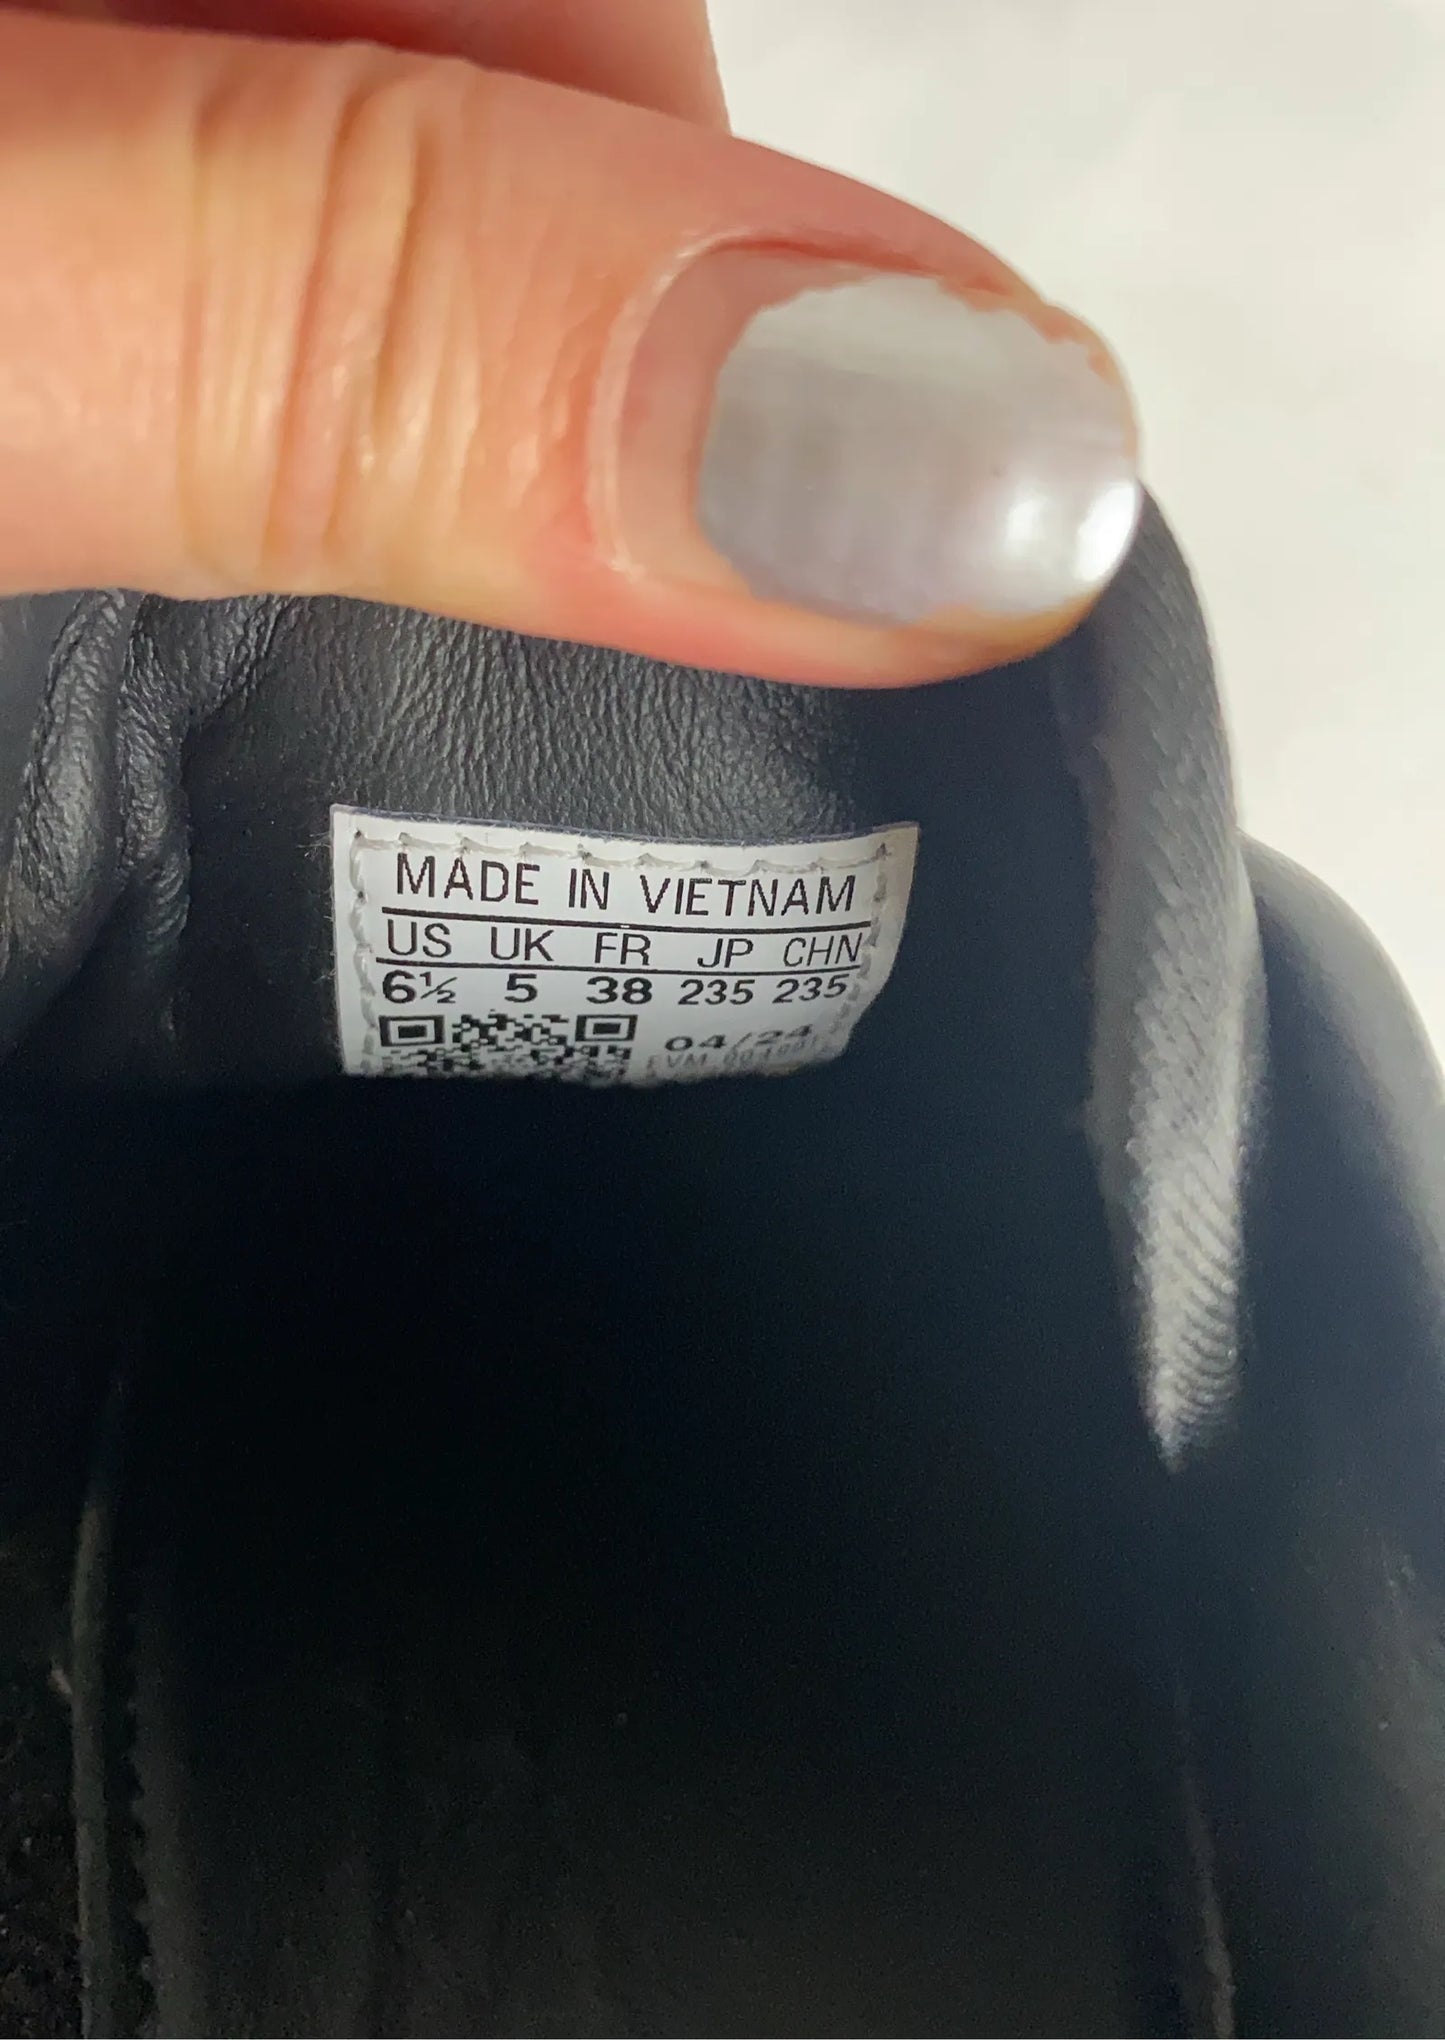 MADE IN VIETNAM
US UK FR JP CHN
6½ 5 38 235 235
04/24